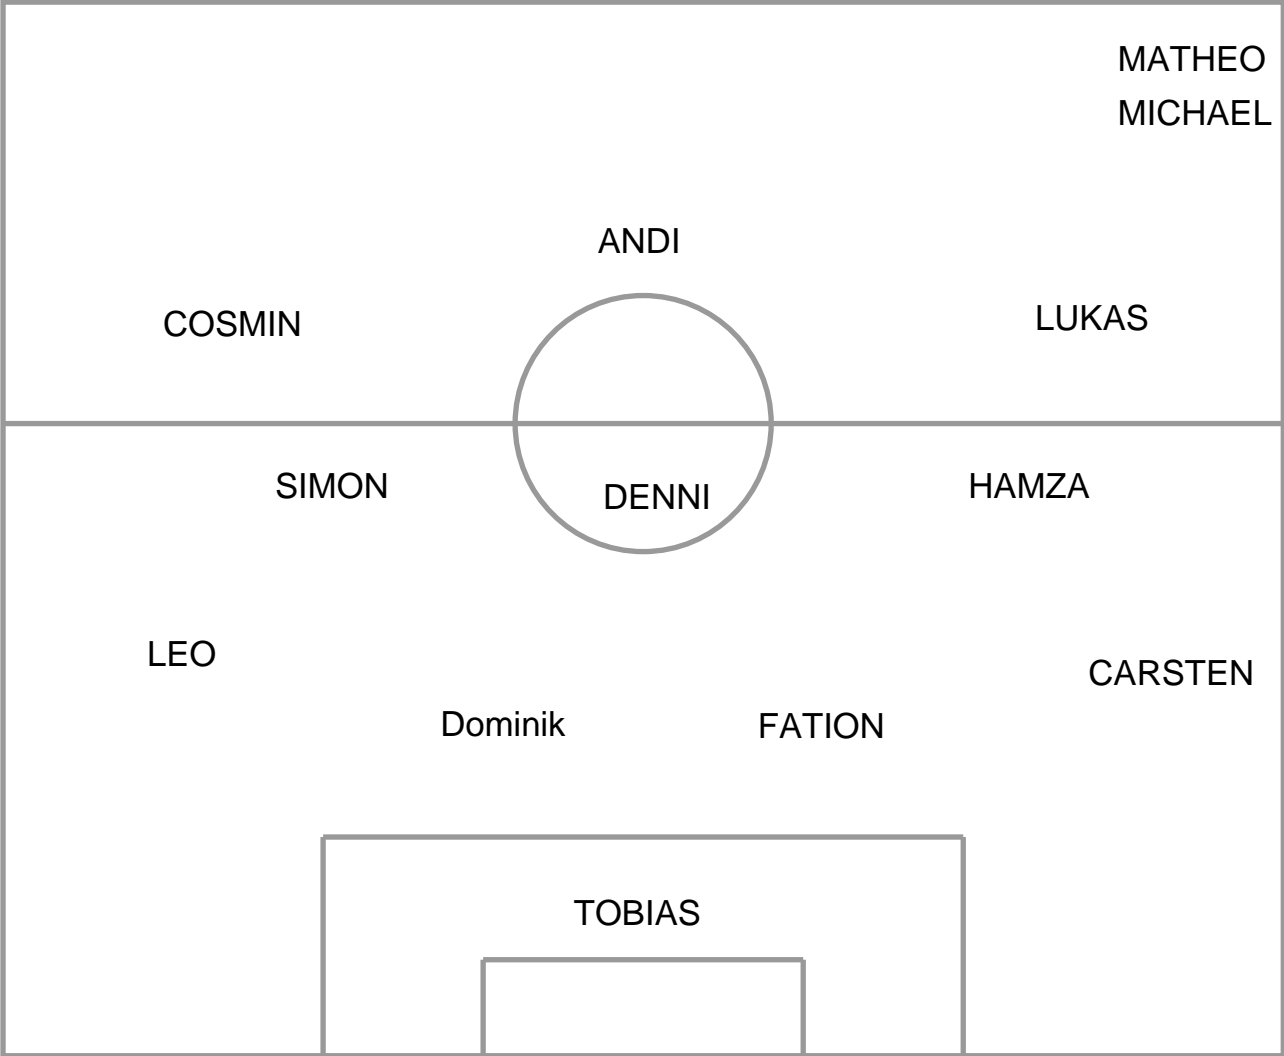 MATHEO
MICHAEL
ANDI
COSMIN
LUKAS
SIMON
DENNI
HAMZA
LEO
CARSTEN
Dominik
FATION
TOBIAS